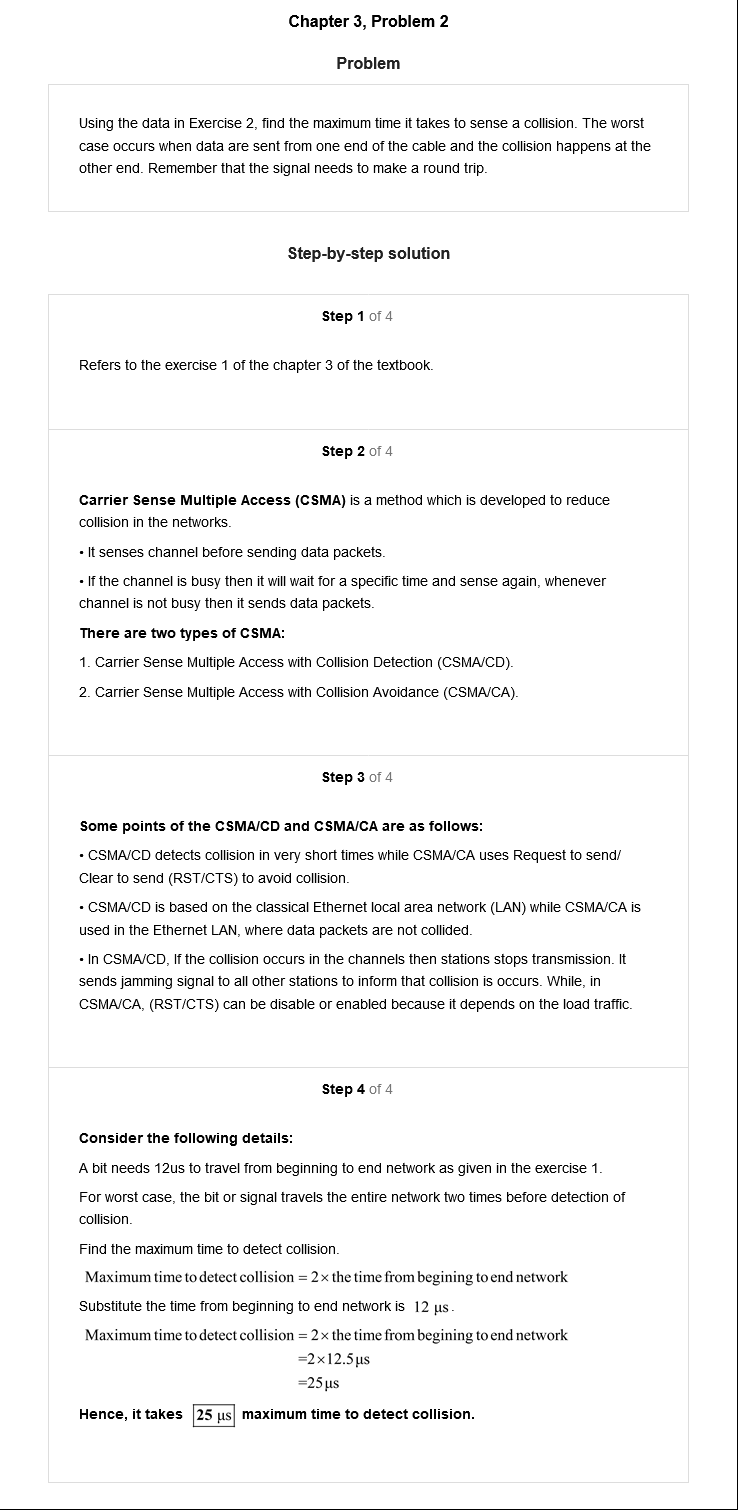 Chapter 3, Problem 2
Problem
Using the data in Exercise 2, find the maximum time it takes to sense a collision. The worst
case occurs when data are sent from one end of the cable and the collision happens at the
other end. Remember that the signal needs to make a round trip.
Step-by-step solution
Step 1 of 4
Refers to the exercise 1 of the chapter 3 of the textbook.
Step 2 of 4
Carrier Sense Multiple Access (CSMA) is a method which is developed to reduce
collision in the networks.
• It senses channel before sending data packets.
• If the channel is busy then it will wait for a specific time and sense again, whenever
channel is not busy then it sends data packets.
There are two types of CSMA:
1. Carrier Sense Multiple Access with Collision Detection (CSMA/CD).
2. Carrier Sense Multiple Access with Collision Avoidance (CSMA/CA).
Step 3 of 4
Some points of the CSMA/CD and CSMA/CA are as follows:
• CSMA/CD detects collision in very short times while CSMA/CA uses Request to send/
Clear to send (RST/CTS) to avoid collision.
• CSMA/CD is based on the classical Ethernet local area network (LAN) while CSMA/CA is
used in the Ethernet LAN, where data packets are not collided.
• In CSMA/CD, If the collision occurs in the channels then stations stops transmission. It
sends jamming signal to all other stations to inform that collision is occurs. While, in
CSMA/CA, (RST/CTS) can be disable or enabled because it depends on the load traffic.
Step 4 of 4
Consider the following details:
A bit needs 12us to travel from beginning to end network as given in the exercise 1.
For worst case, the bit or signal travels the entire network two times before detection of
collision.
Find the maximum time to detect collision.
Maximum time to detect collision = 2× the time from begining to end network
Substitute the time from beginning to end network is 12 μs.
Maximum time to detect collision = 2× the time from begining to end network
=2×12.5μs
=25μs
Hence, it takes 25 μs maximum time to detect collision.